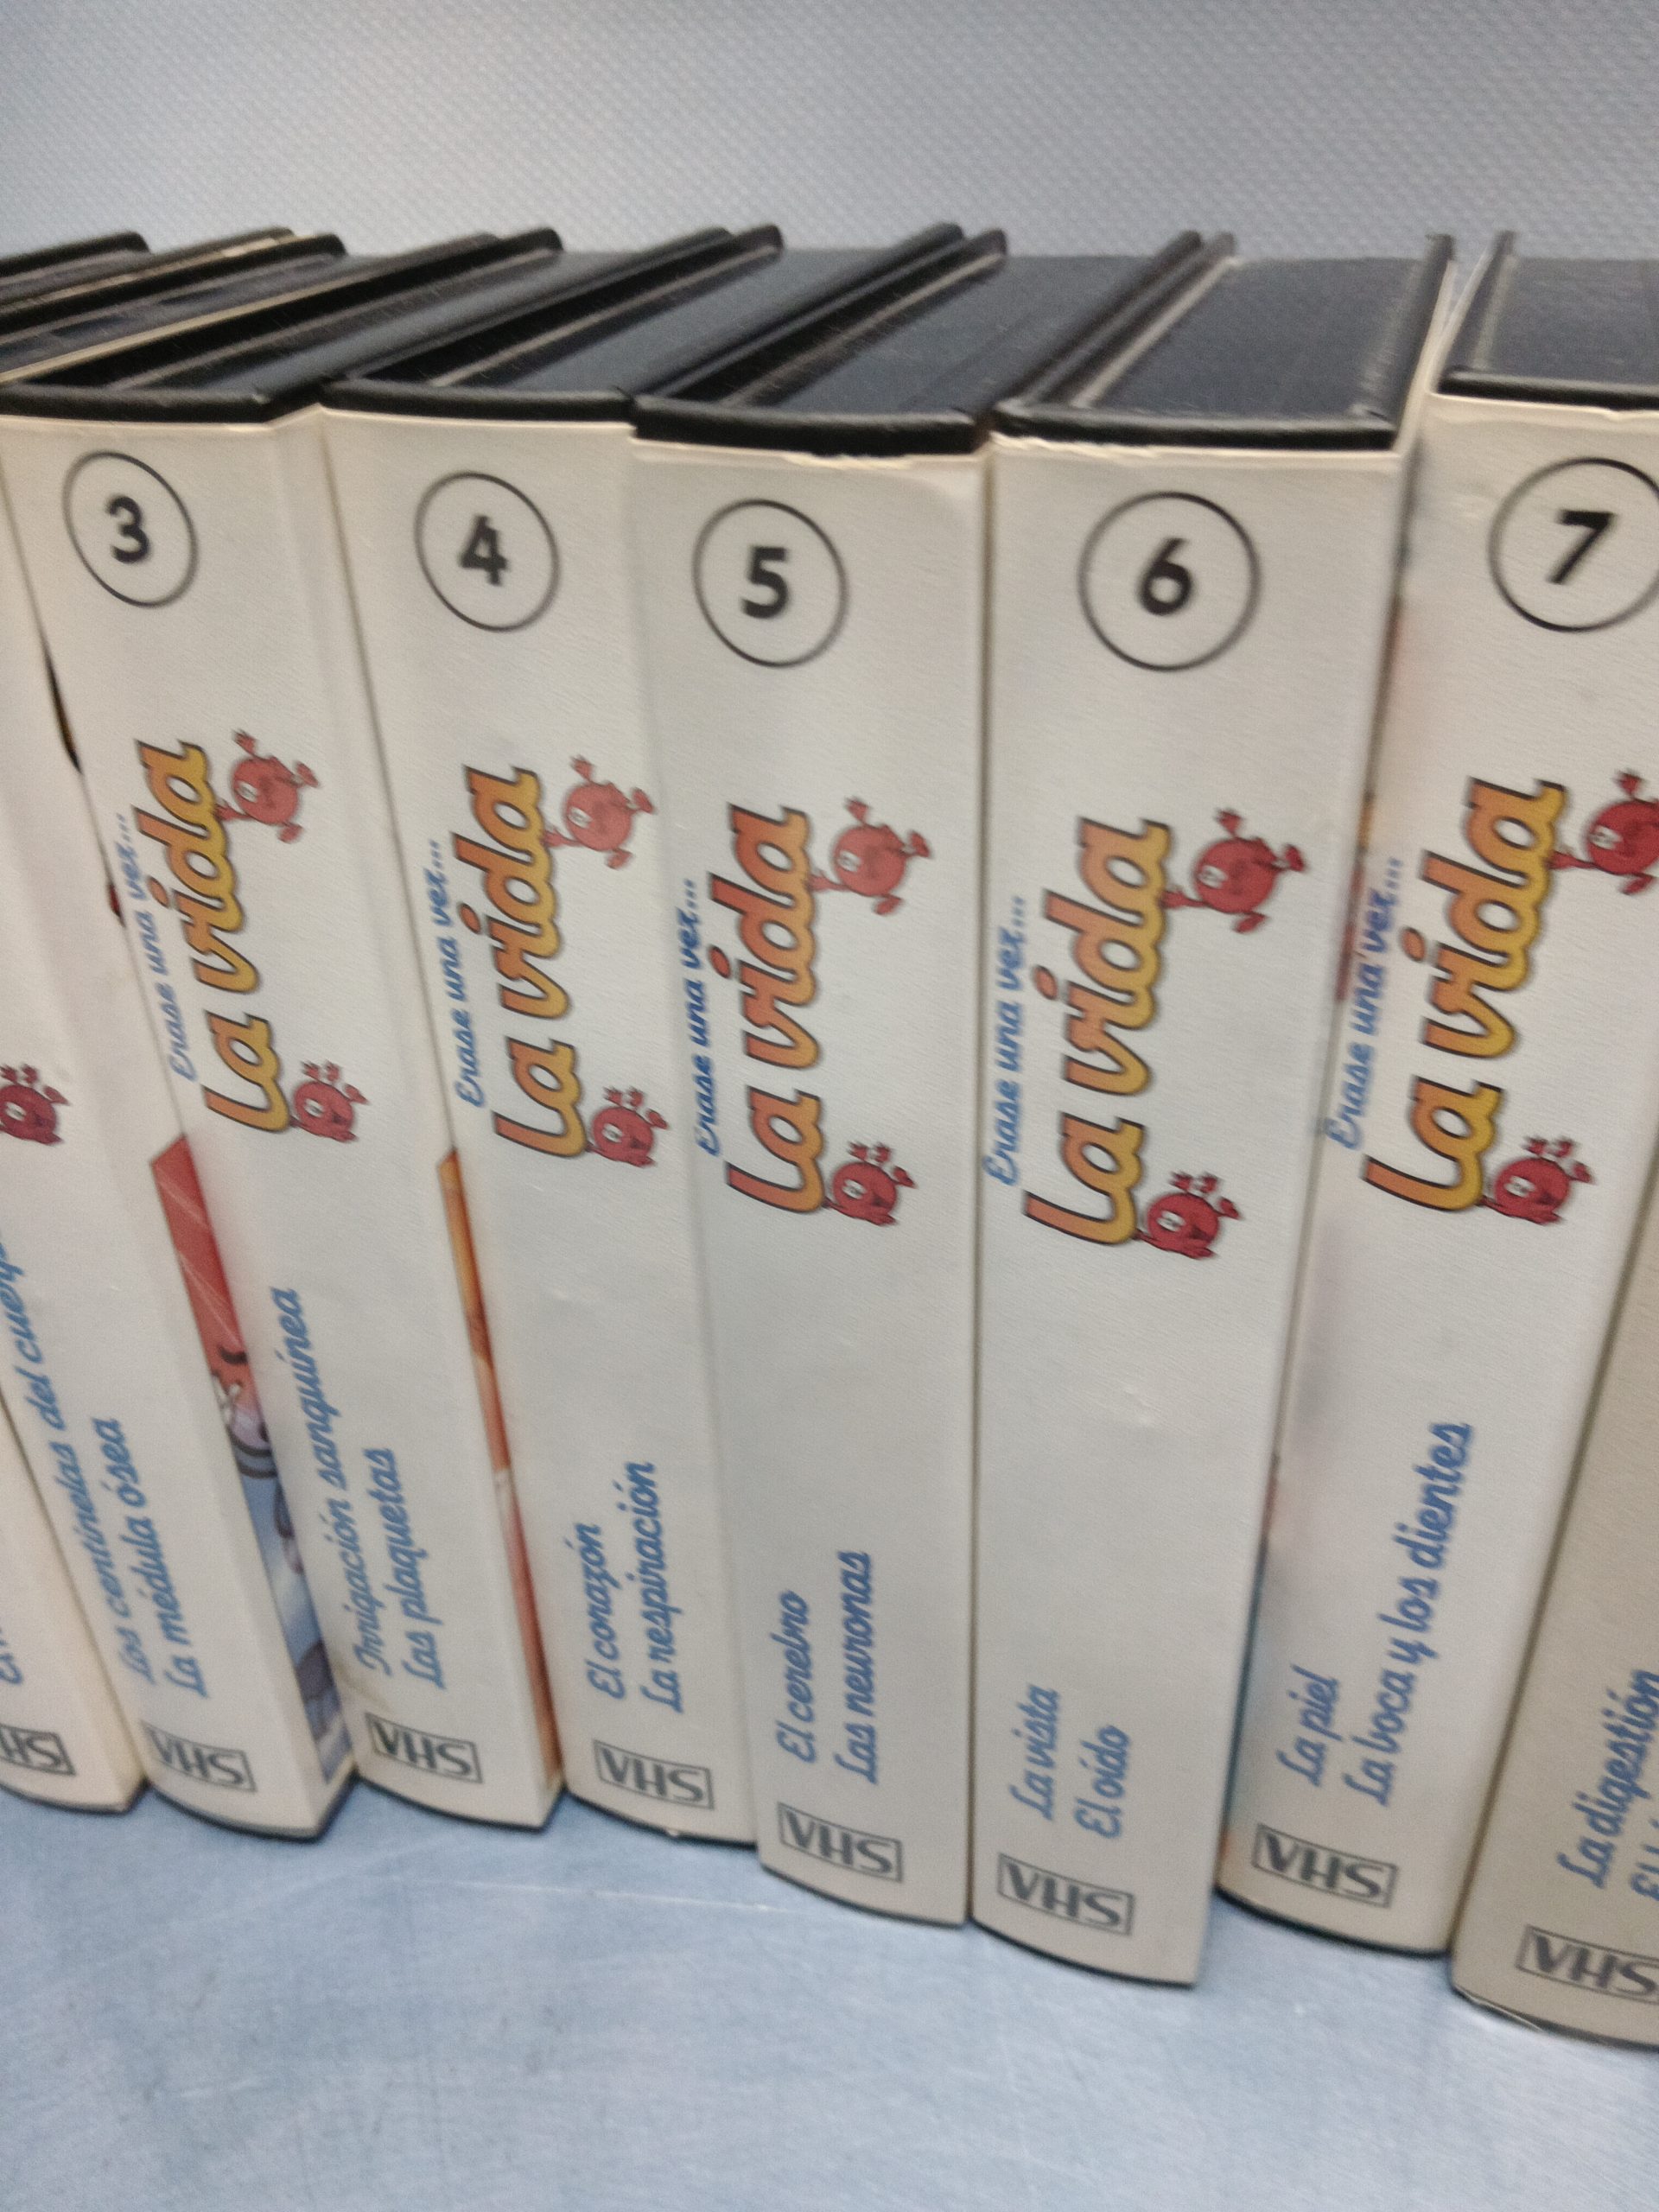 Los centinelas del
La médula ósea
VHS
3
Érase una vez...
La vida
Irrigación sanguínea
Las plaquetas
VHS
4
Érase una vez...
La vida
El corazón
La respiración
VHS
5
Érase una vez...
La vida
El cerebro
Las neuronas
VHS
6
Érase una vez...
La vida
La vista
El oído
VHS
7
Érase una vez...
La vida
La piel
La boca y los dientes
VHS
La digestión
VHS